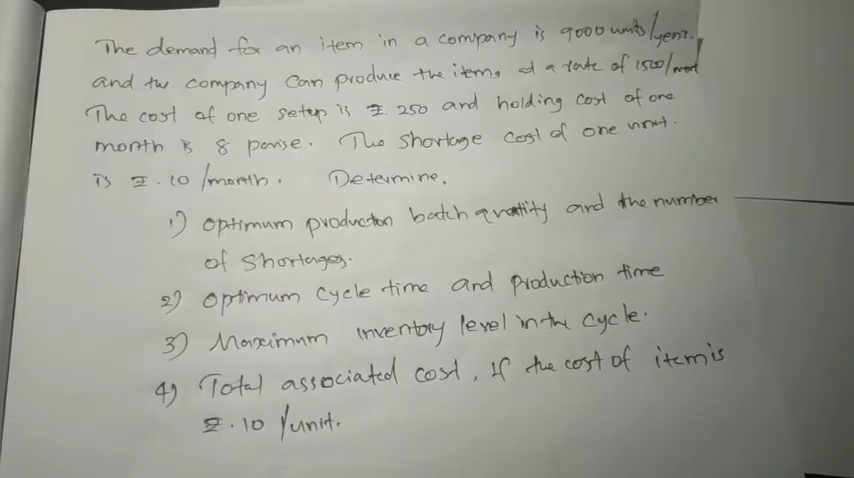 The demand for an item in a company is 9000 units/year.
and the company can produce the items at a rate of 1500/mont
The cost of one setup is ₹. 250 and holding cost of one
month is 8 paise. The shortage cost of one unit.
is ₹.10 /month. Determine,
1) Optimum production batch quantity and the number
of shortages.
2) Optimum cycle time and production time
3) Maximum inventory level in the cycle.
4) Total associated cost, If the cost of item is
₹.10 /unit.